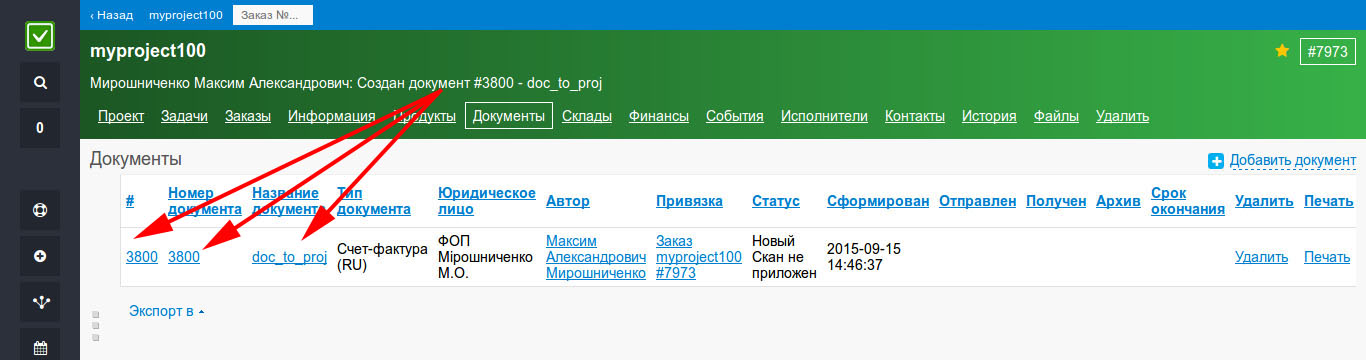 ‹ Назад myproject100 Заказ №...
myproject100
#7973
Мирошниченко Максим Александрович: Создан документ #3800 - doc_to_proj
0
Проект Задачи Заказы Информация Продукты Документы Склады Финансы События Исполнители Контакты История Файлы Удалить
Документы
Добавить документ
# Номер документа Название документа Тип документа Юридическое лицо Автор Привязка Статус Сформирован Отправлен Получен Архив Срок окончания Удалить Печать
3800 3800 doc_to_proj Счет-фактура (RU) ФОП Мірошниченко М.О. Максим Александрович Мирошниченко Заказ myproject100 #7973 Новый Скан не приложен 2015-09-15 14:46:37 Удалить Печать
Экспорт в